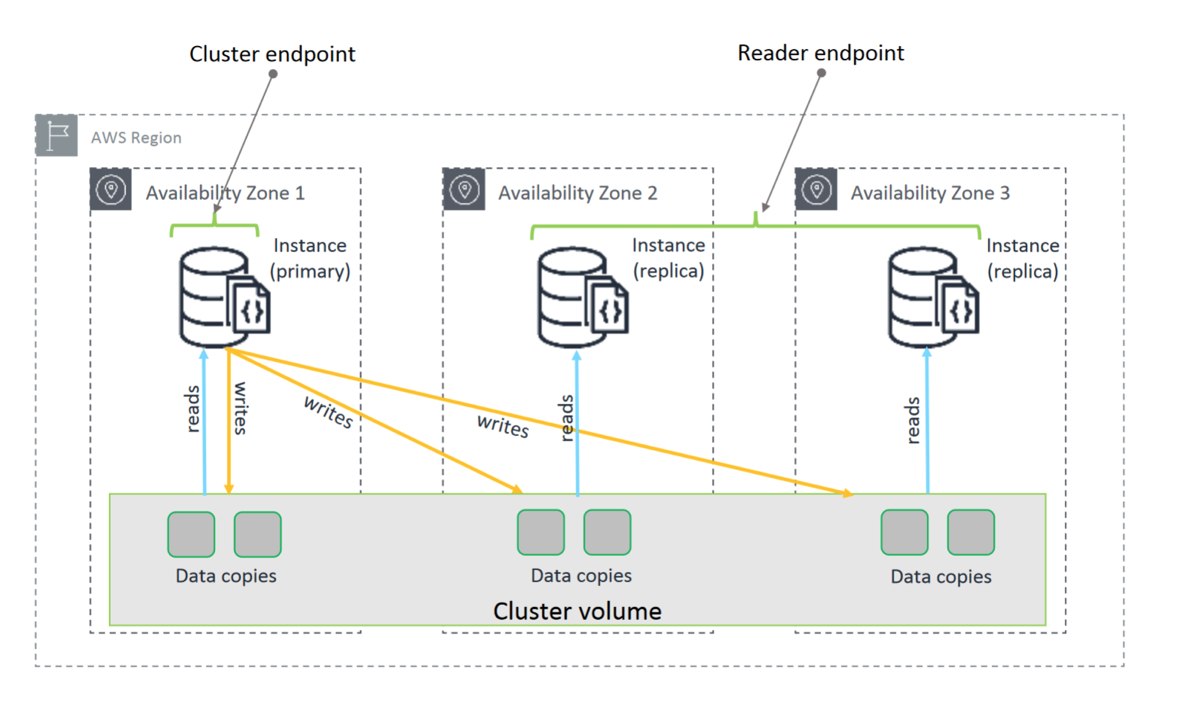 Cluster endpoint
Reader endpoint
AWS Region
Availability Zone 1
Availability Zone 2
Availability Zone 3
Instance
(primary)
Instance
(replica)
Instance
(replica)
{}
{}
{}
reads
writes
writes
writes
reads
reads
Data copies
Data copies
Data copies
Cluster volume